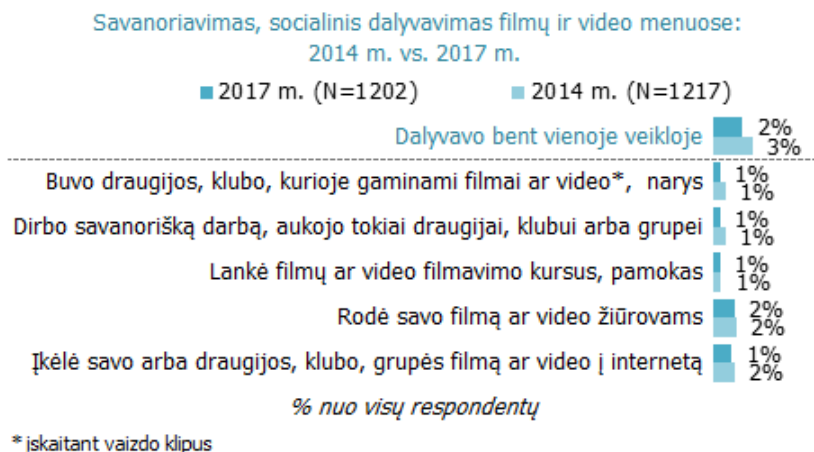 Savanoriavimas, socialinis dalyvavimas filmų ir video menuose:
2014 m. vs. 2017 m.
2017 m. (N=1202) 2014 m. (N=1217)
Dalyvavo bent vienoje veikloje 2%
3%
Buvo draugijos, klubo, kurioje gaminami filmai ar video*, narys 1%
1%
Dirbo savanorišką darbą, aukojo tokiai draugijai, klubui arba grupei 1%
1%
Lankė filmų ar video filmavimo kursus, pamokas 1%
1%
Rodė savo filmą ar video žiūrovams 2%
2%
Įkėlė savo arba draugijos, klubo, grupės filmą ar video į internetą 1%
2%
% nuo visų respondentų
* įskaitant vaizdo klipus